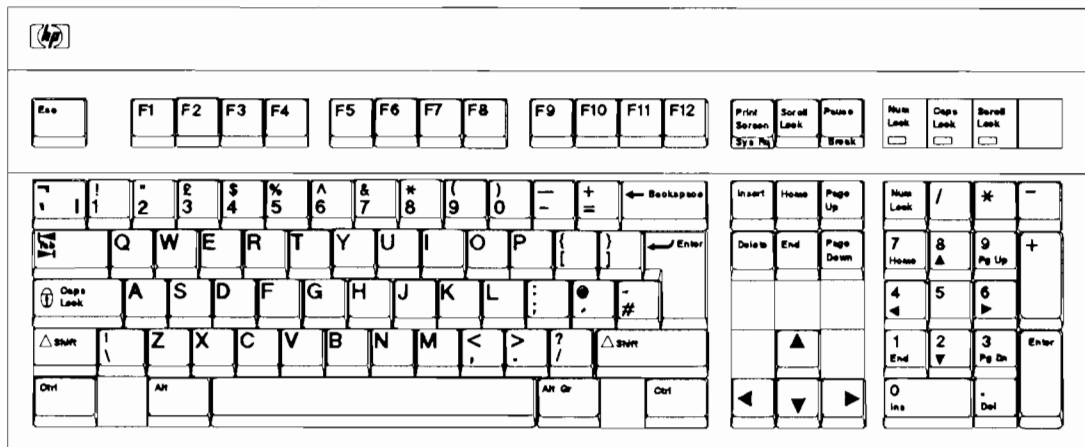 hp
Esc F1 F2 F3 F4 F5 F6 F7 F8 F9 F10 F11 F12 Print Screen Sys Rq Scroll Lock Pause Break Num Lock Caps Lock Scroll Lock
¬ ` | ! 1 " 2 £ 3 $ 4 % 5 ^ 6 & 7 * 8 ( 9 ) 0 — - + = ← Backspace Insert Home Page Up Num Lock / * -
Tab Q W E R T Y U I O P { [ } ] Enter Delete End Page Down 7 Home 8 ▲ 9 Pg Up +
Caps Lock A S D F G H J K L : ; @ ' ~ # 4 ◀ 5 6 ▶
△ Shift | \ Z X C V B N M < , > . ? / △ Shift ▲ 1 End 2 ▼ 3 Pg Dn Enter
Ctrl Alt Alt Gr Ctrl ◀ ▼ ▶ 0 Ins . Del